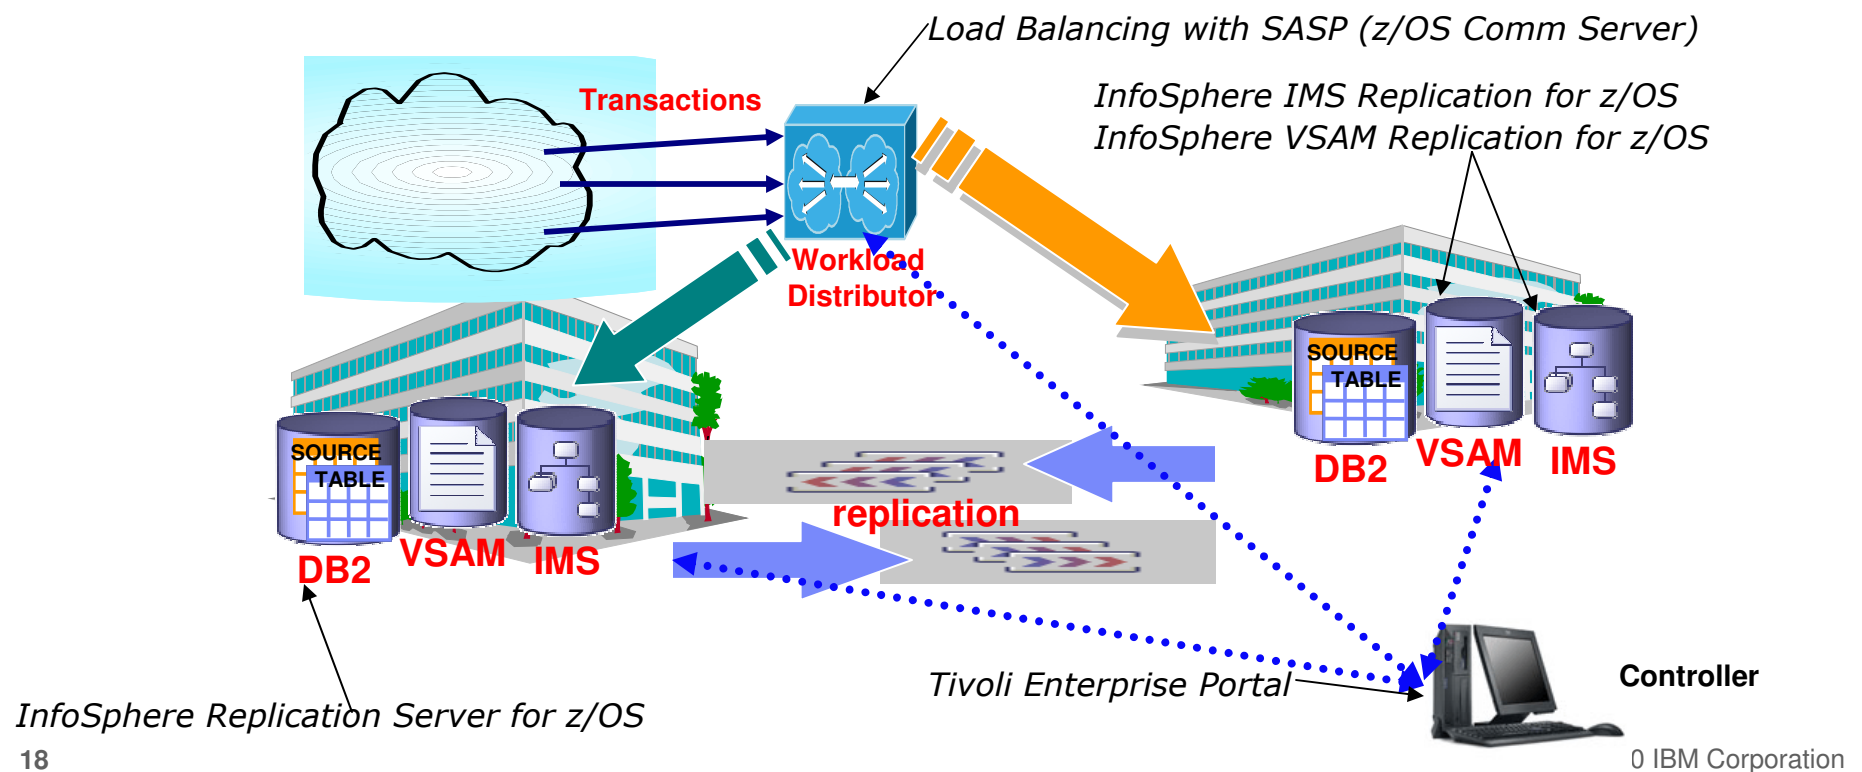 Load Balancing with SASP (z/OS Comm Server)
Transactions
InfoSphere IMS Replication for z/OS
InfoSphere VSAM Replication for z/OS
Workload
Distributor
SOURCE
TABLE
DB2
VSAM
IMS
SOURCE
TABLE
DB2
VSAM
IMS
replication
Tivoli Enterprise Portal
Controller
InfoSphere Replication Server for z/OS
18
0 IBM Corporation